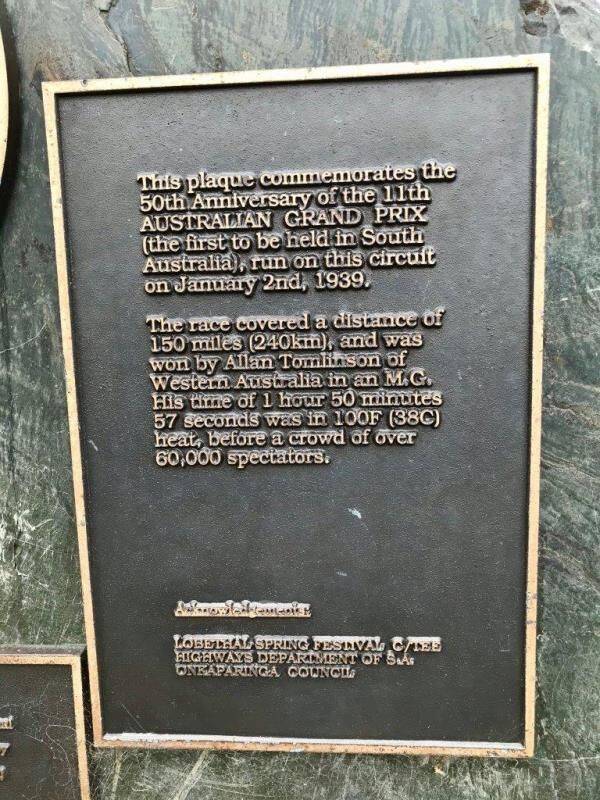 This plaque commemorates the
50th Anniversary of the 11th
AUSTRALIAN GRAND PRIX
(the first to be held in South
Australia), run on this circuit
on January 2nd, 1939.
The race covered a distance of
150 miles (240km), and was
won by Allan Tomlinson of
Western Australia in an M.G.
His time of 1 hour 50 minutes
57 seconds was in 100F (38C)
heat, before a crowd of over
60,000 spectators.
Acknowledgements:
LOBETHAL SPRING FESTIVAL C/TEE
HIGHWAYS DEPARTMENT OF S.A.
ONKAPARINGA COUNCIL